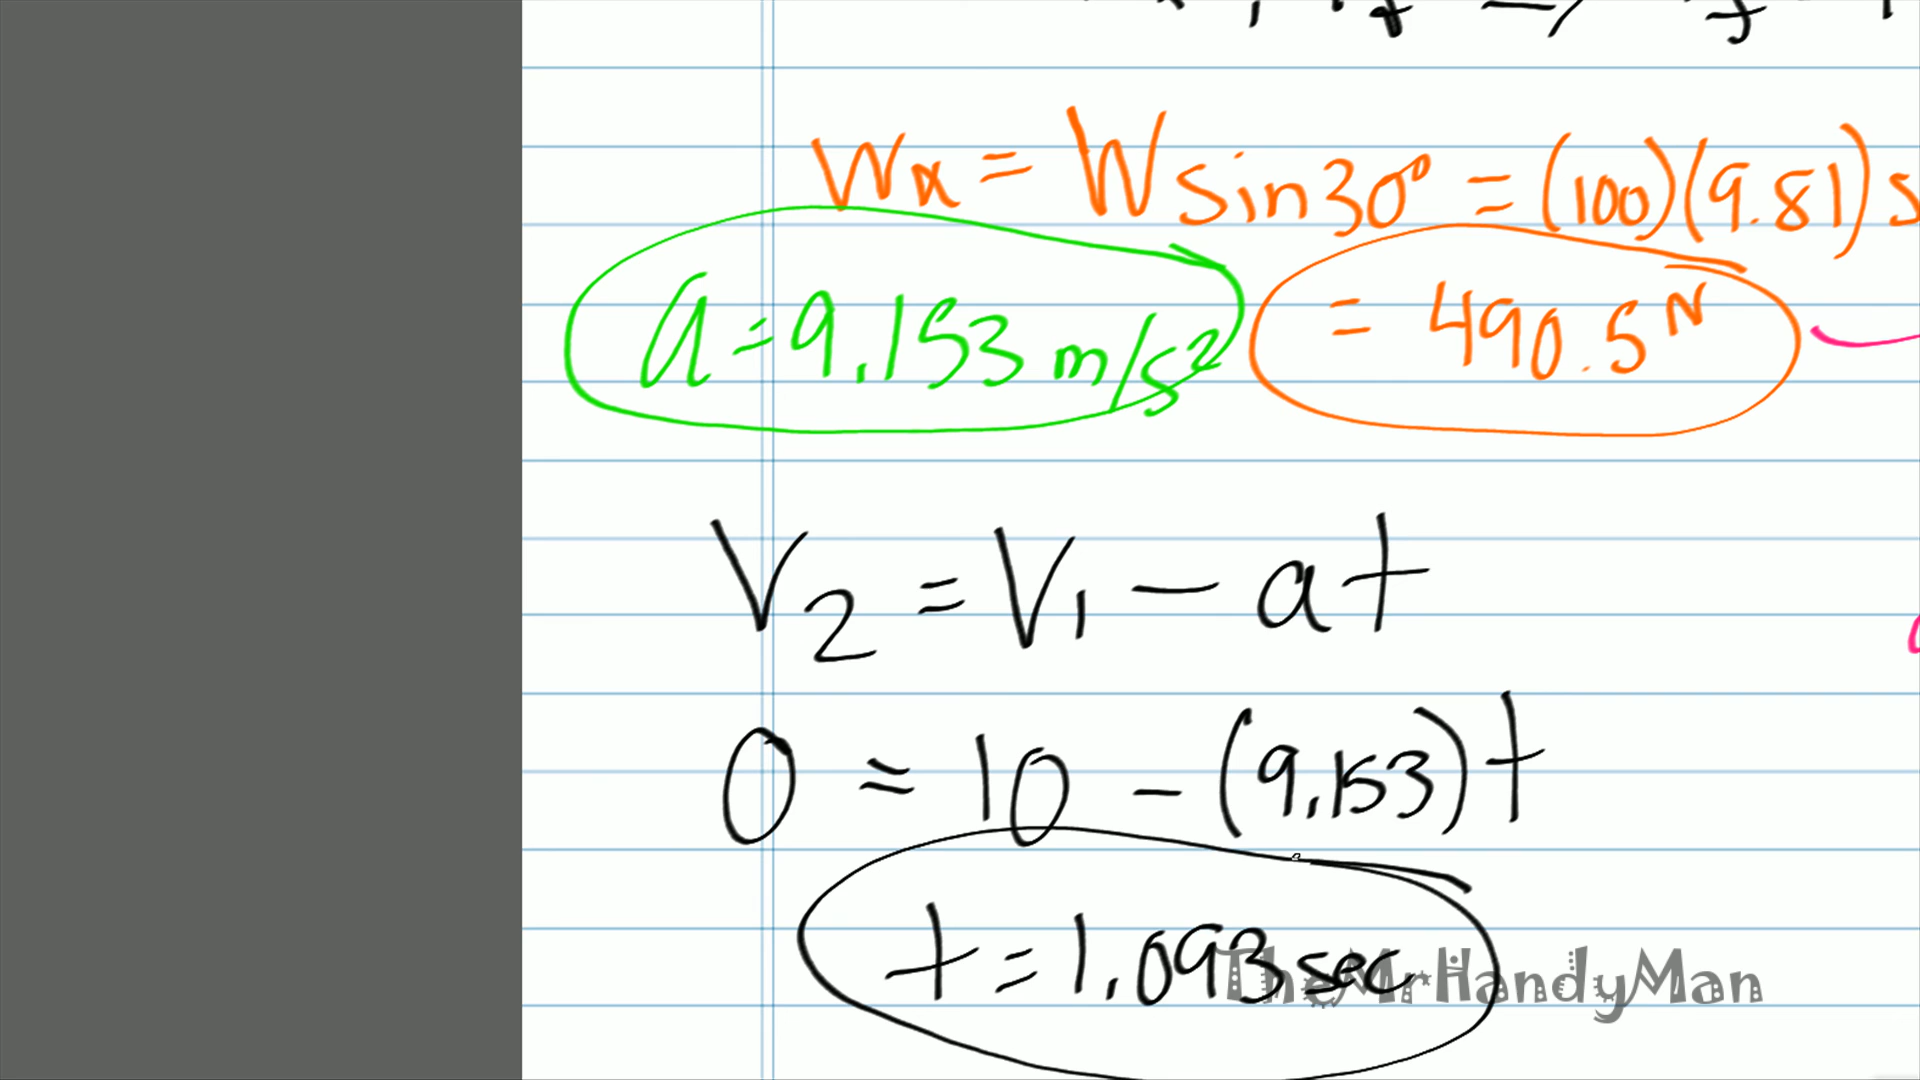 Wx = W sin30° = (100)(9.81) s
a = 9.153 m/s²
= 490.5 N
V₂ = V₁ - at
0 = 10 - (9.153)t
t = 1.093 sec
TheMrHandyMan